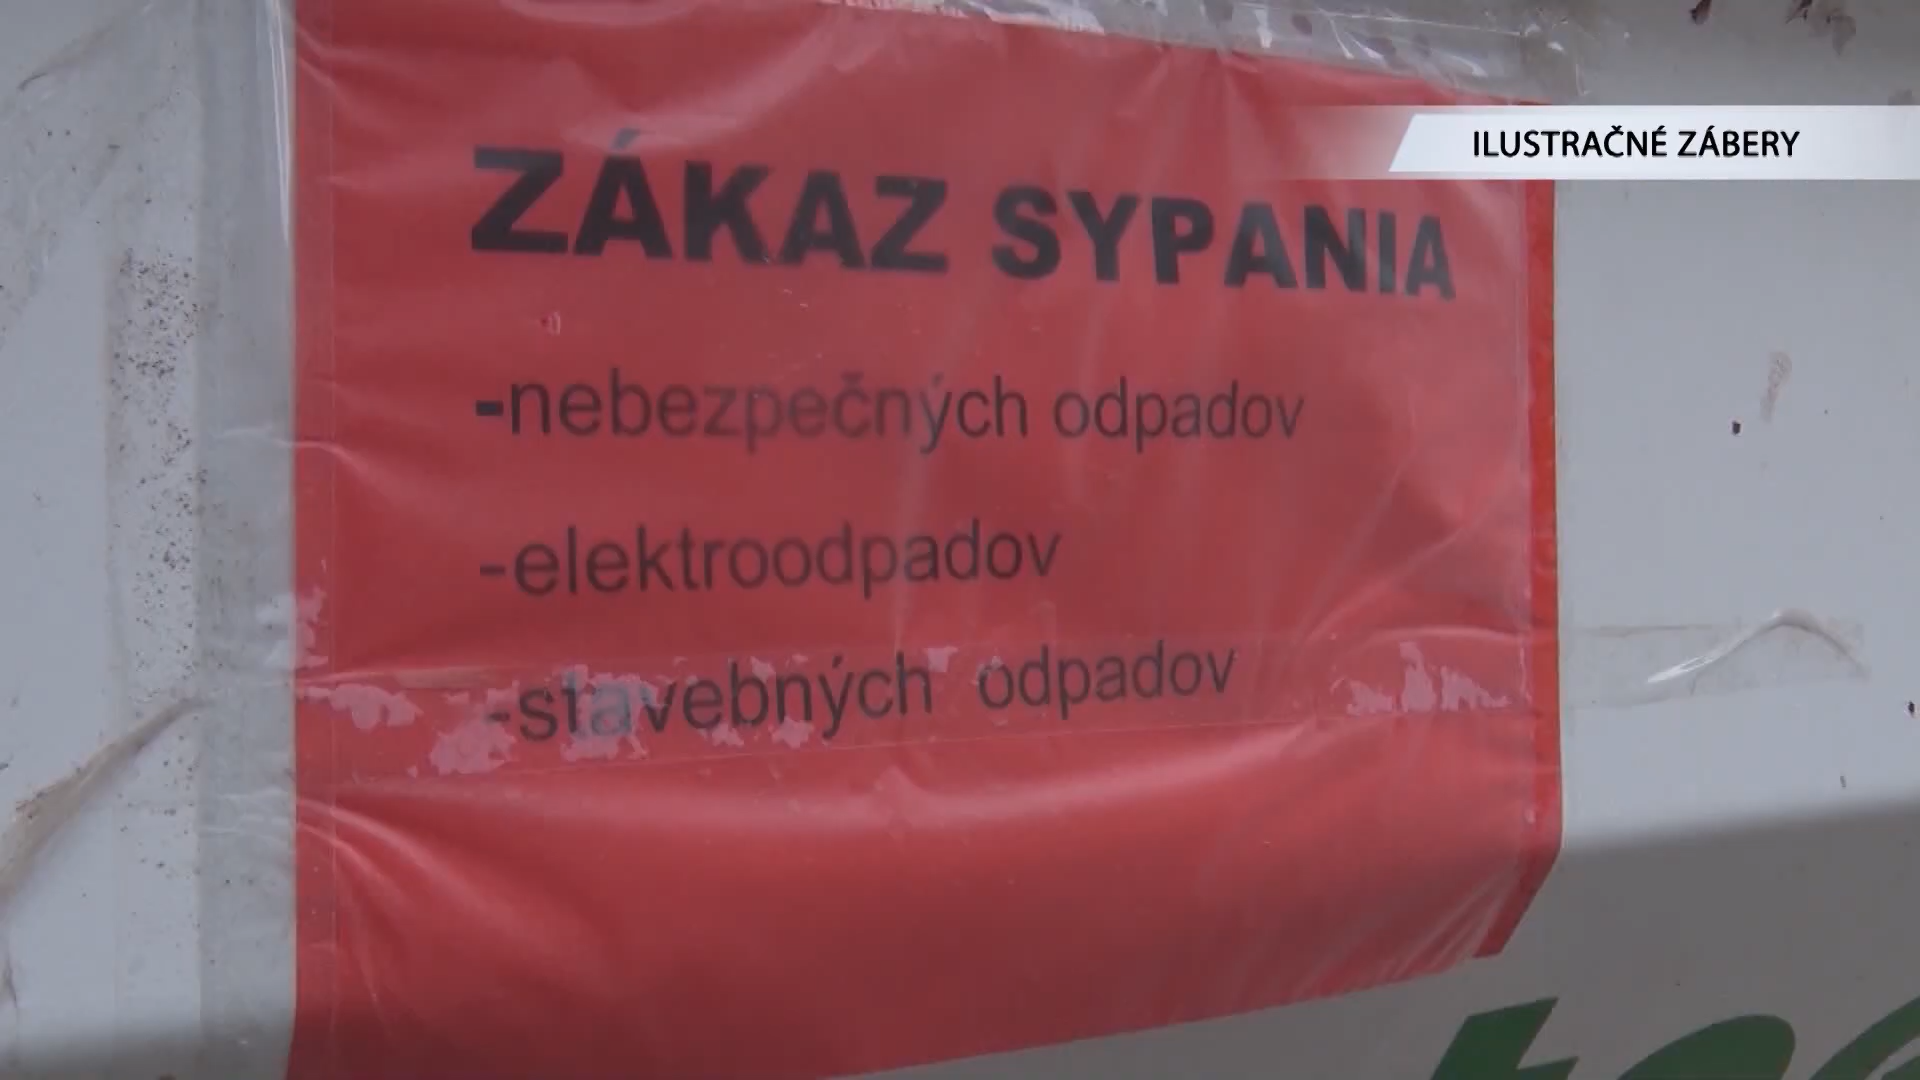 ILUSTRAČNÉ ZÁBERY
ZÁKAZ SYPANIA
-nebezpečných odpadov
-elektroodpadov
-stavebných odpadov